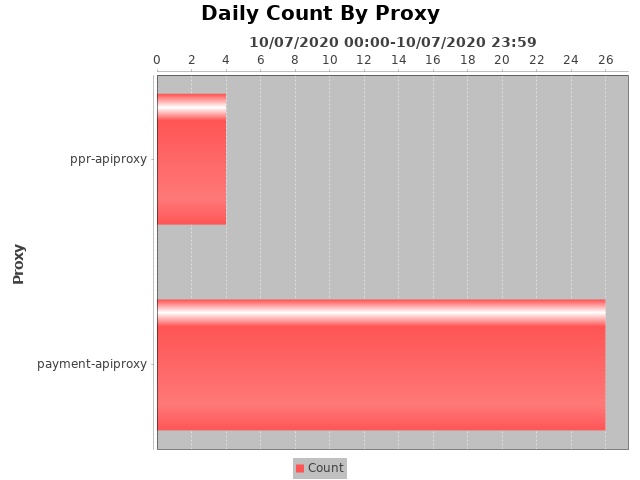 Daily Count By Proxy
10/07/2020 00:00-10/07/2020 23:59
0 2 4 6 8 10 12 14 16 18 20 22 24 26
ppr-apiproxy
Proxy
payment-apiproxy
Count